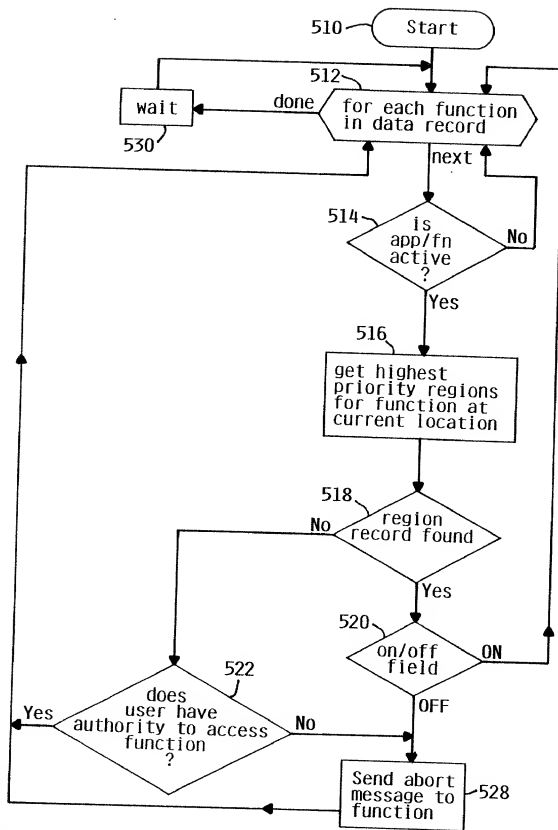 510
Start
512
for each function
in data record
done
wait
530
next
514
is
app/fn
active
?
No
Yes
516
get highest
priority regions
for function at
current location
518
region
record found
No
Yes
520
on/off
field
ON
OFF
522
does
user have
authority to access
function
?
Yes
No
Send abort
message to
function
528